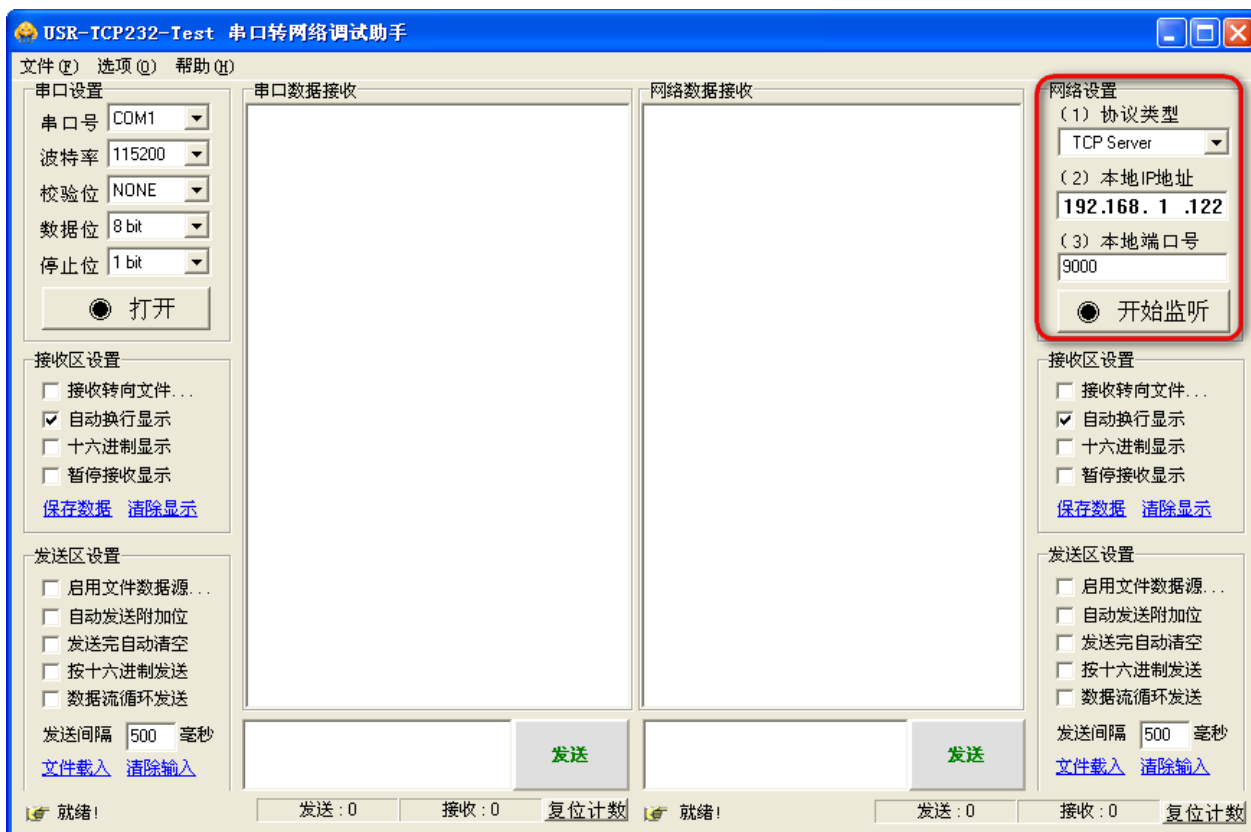 USR-TCP232-Test 串口转网络调试助手
文件(F) 选项(O) 帮助(H)
串口设置
串口号 COM1
波特率 115200
校验位 NONE
数据位 8 bit
停止位 1 bit
打开
接收区设置
接收转向文件...
自动换行显示
十六进制显示
暂停接收显示
保存数据 清除显示
发送区设置
启用文件数据源...
自动发送附加位
发送完自动清空
按十六进制发送
数据流循环发送
发送间隔 500 毫秒
文件载入 清除输入
就绪!
串口数据接收
发送
发送:0 接收:0 复位计数
网络数据接收
发送
就绪!
发送:0 接收:0 复位计数
网络设置
(1) 协议类型
TCP Server
(2) 本地IP地址
192.168. 1 .122
(3) 本地端口号
9000
开始监听
接收区设置
接收转向文件...
自动换行显示
十六进制显示
暂停接收显示
保存数据 清除显示
发送区设置
启用文件数据源...
自动发送附加位
发送完自动清空
按十六进制发送
数据流循环发送
发送间隔 500 毫秒
文件载入 清除输入